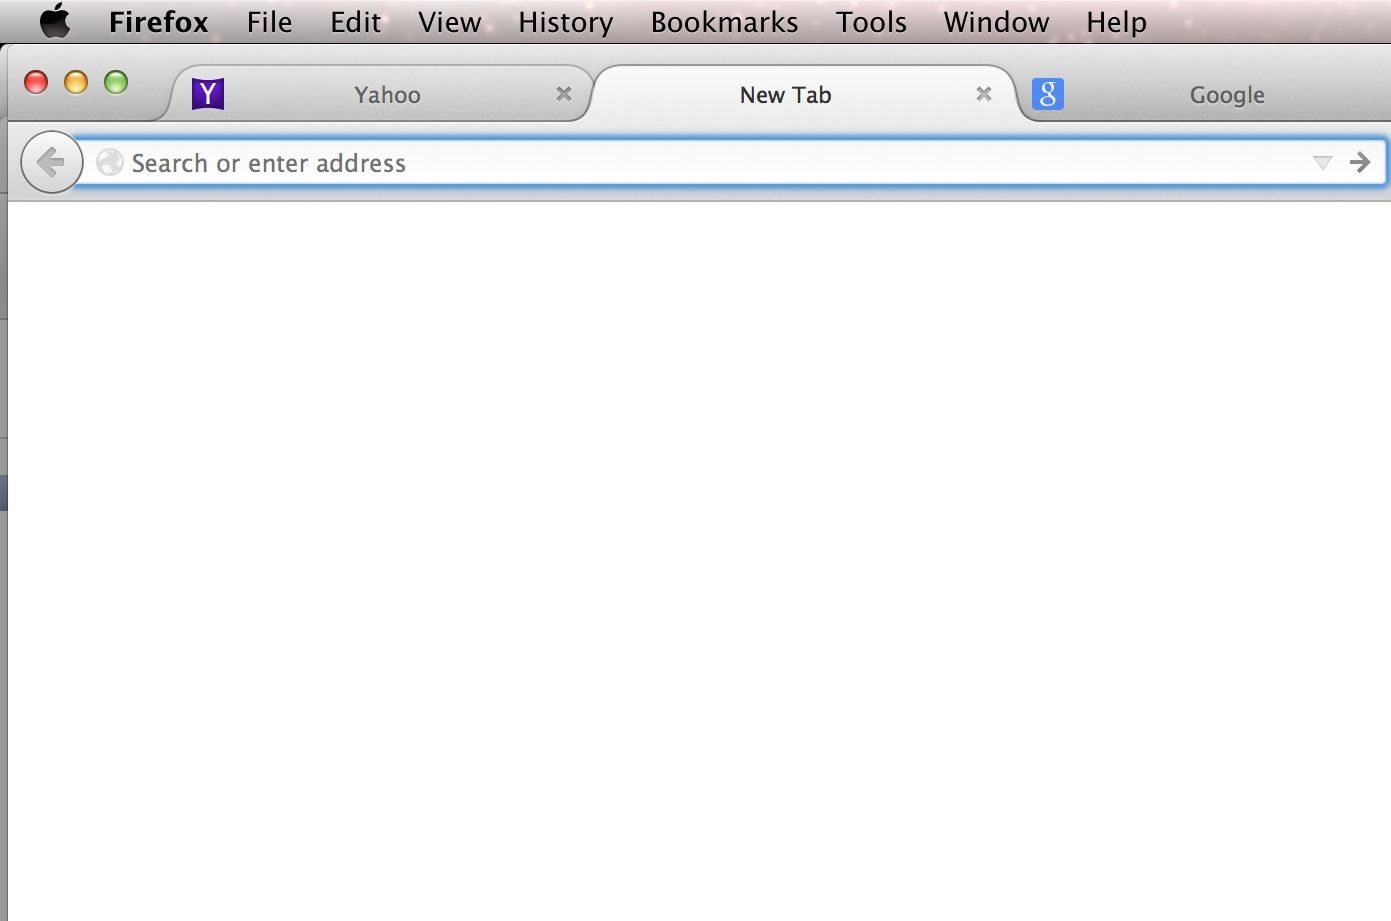 Firefox File Edit View History Bookmarks Tools Window Help
Y Yahoo New Tab g Google
Search or enter address